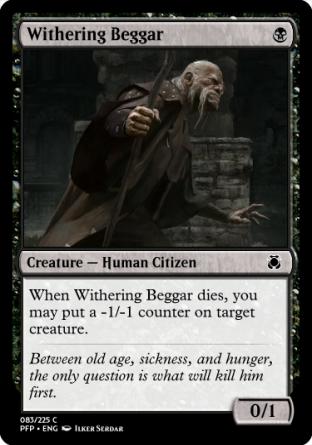 Withering Beggar
Creature — Human Citizen
When Withering Beggar dies, you
may put a -1/-1 counter on target
creature.
Between old age, sickness, and hunger,
the only question is what will kill him
first.
0/1
083/225 C
PFP • ENG Ilker Serdar